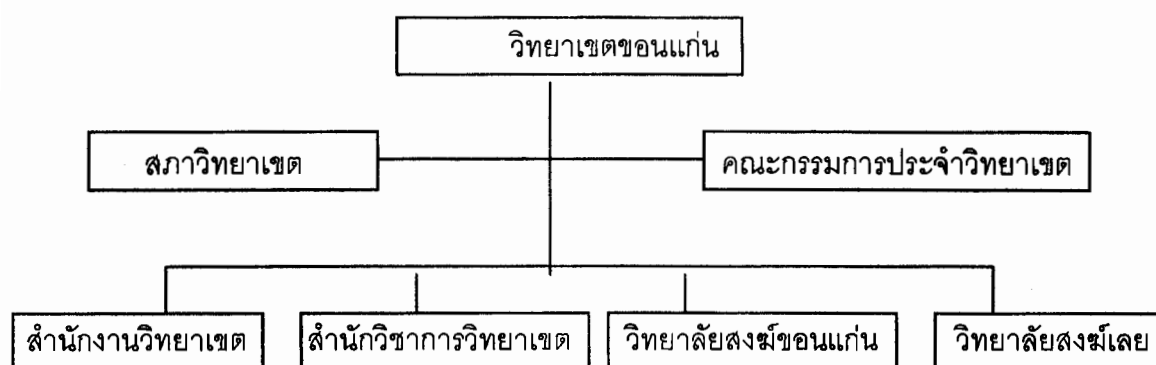 วิทยาเขตขอนแก่น
สภาวิทยาเขต
คณะกรรมการประจำวิทยาเขต
สำนักงานวิทยาเขต
สำนักวิชาการวิทยาเขต
วิทยาลัยสงฆ์ขอนแก่น
วิทยาลัยสงฆ์เลย